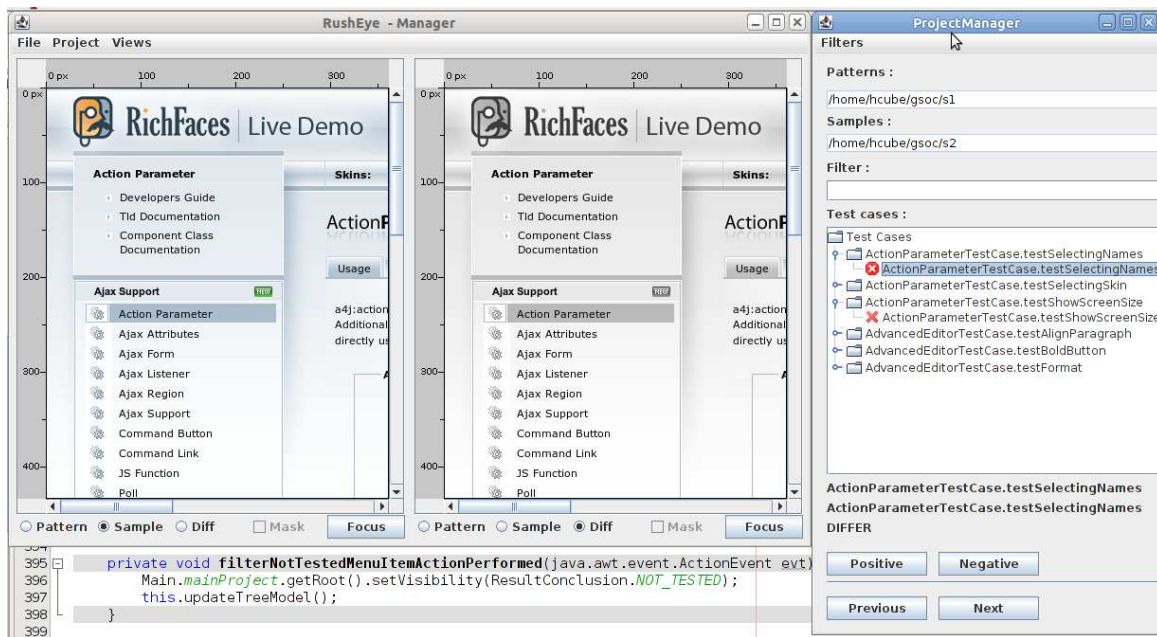 RushEye - Manager
File Project Views
0 px 100 200 300
0 px
100
200
300
400
RichFaces Live Demo
Action Parameter
Skins:
Developers Guide
Tld Documentation
Component Class
Documentation
ActionP
Usage
Ajax Support NEW
Action Parameter
Ajax Attributes
Ajax Form
Ajax Listener
Ajax Region
Ajax Support
Command Button
Command Link
JS Function
Poll
a4j:action
Additional
directly us
A
Pattern Sample Diff Mask Focus
0 px 100 200 300
0 px
100
200
300
400
RichFaces Live Demo
Action Parameter
Skins:
Developers Guide
Tld Documentation
Component Class
Documentation
ActionP
Usage
Ajax Support NEW
Action Parameter
Ajax Attributes
Ajax Form
Ajax Listener
Ajax Region
Ajax Support
Command Button
Command Link
JS Function
Poll
a4j:action
Additional
directly us
A
Pattern Sample Diff Mask Focus
ProjectManager
Filters
Patterns :
/home/hcube/gsoc/s1
Samples :
/home/hcube/gsoc/s2
Filter :
Test cases :
Test Cases
ActionParameterTestCase.testSelectingNames
ActionParameterTestCase.testSelectingNames
ActionParameterTestCase.testSelectingSkin
ActionParameterTestCase.testShowScreenSize
ActionParameterTestCase.testShowScreenSize
AdvancedEditorTestCase.testAlignParagraph
AdvancedEditorTestCase.testBoldButton
AdvancedEditorTestCase.testFormat
ActionParameterTestCase.testSelectingNames
ActionParameterTestCase.testSelectingNames
DIFFER
Positive Negative
Previous Next
394
395 private void filterNotTestedMenuItemActionPerformed(java.awt.event.ActionEvent evt)
396 Main.mainProject.getRoot().setVisibility(ResultConclusion.NOT_TESTED);
397 this.updateTreeModel();
398 }
399